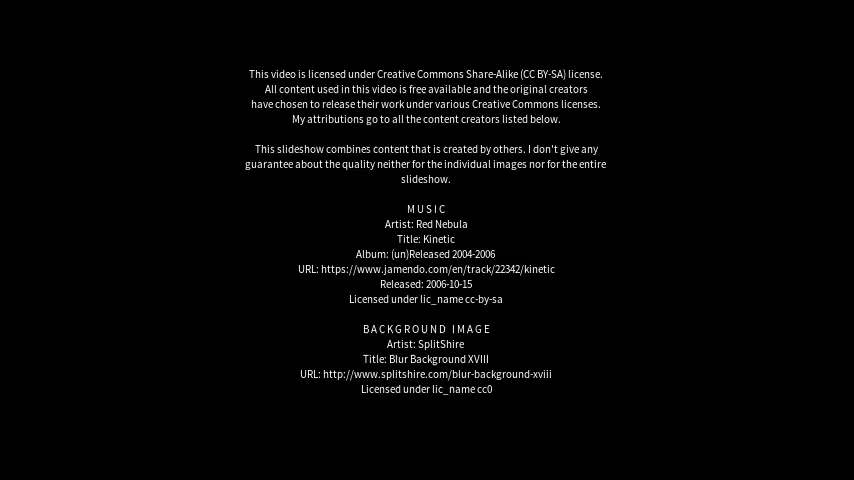 This video is licensed under Creative Commons Share-Alike (CC BY-SA) license.
All content used in this video is free available and the original creators
have chosen to release their work under various Creative Commons licenses.
My attributions go to all the content creators listed below.
This slideshow combines content that is created by others. I don't give any
guarantee about the quality neither for the individual images nor for the entire
slideshow.
MUSIC
Artist: Red Nebula
Title: Kinetic
Album: (un)Released 2004-2006
URL: https://www.jamendo.com/en/track/22342/kinetic
Released: 2006-10-15
Licensed under lic_name cc-by-sa
BACKGROUND IMAGE
Artist: SplitShire
Title: Blur Background XVIII
URL: http://www.splitshire.com/blur-background-xviii
Licensed under lic_name cc0